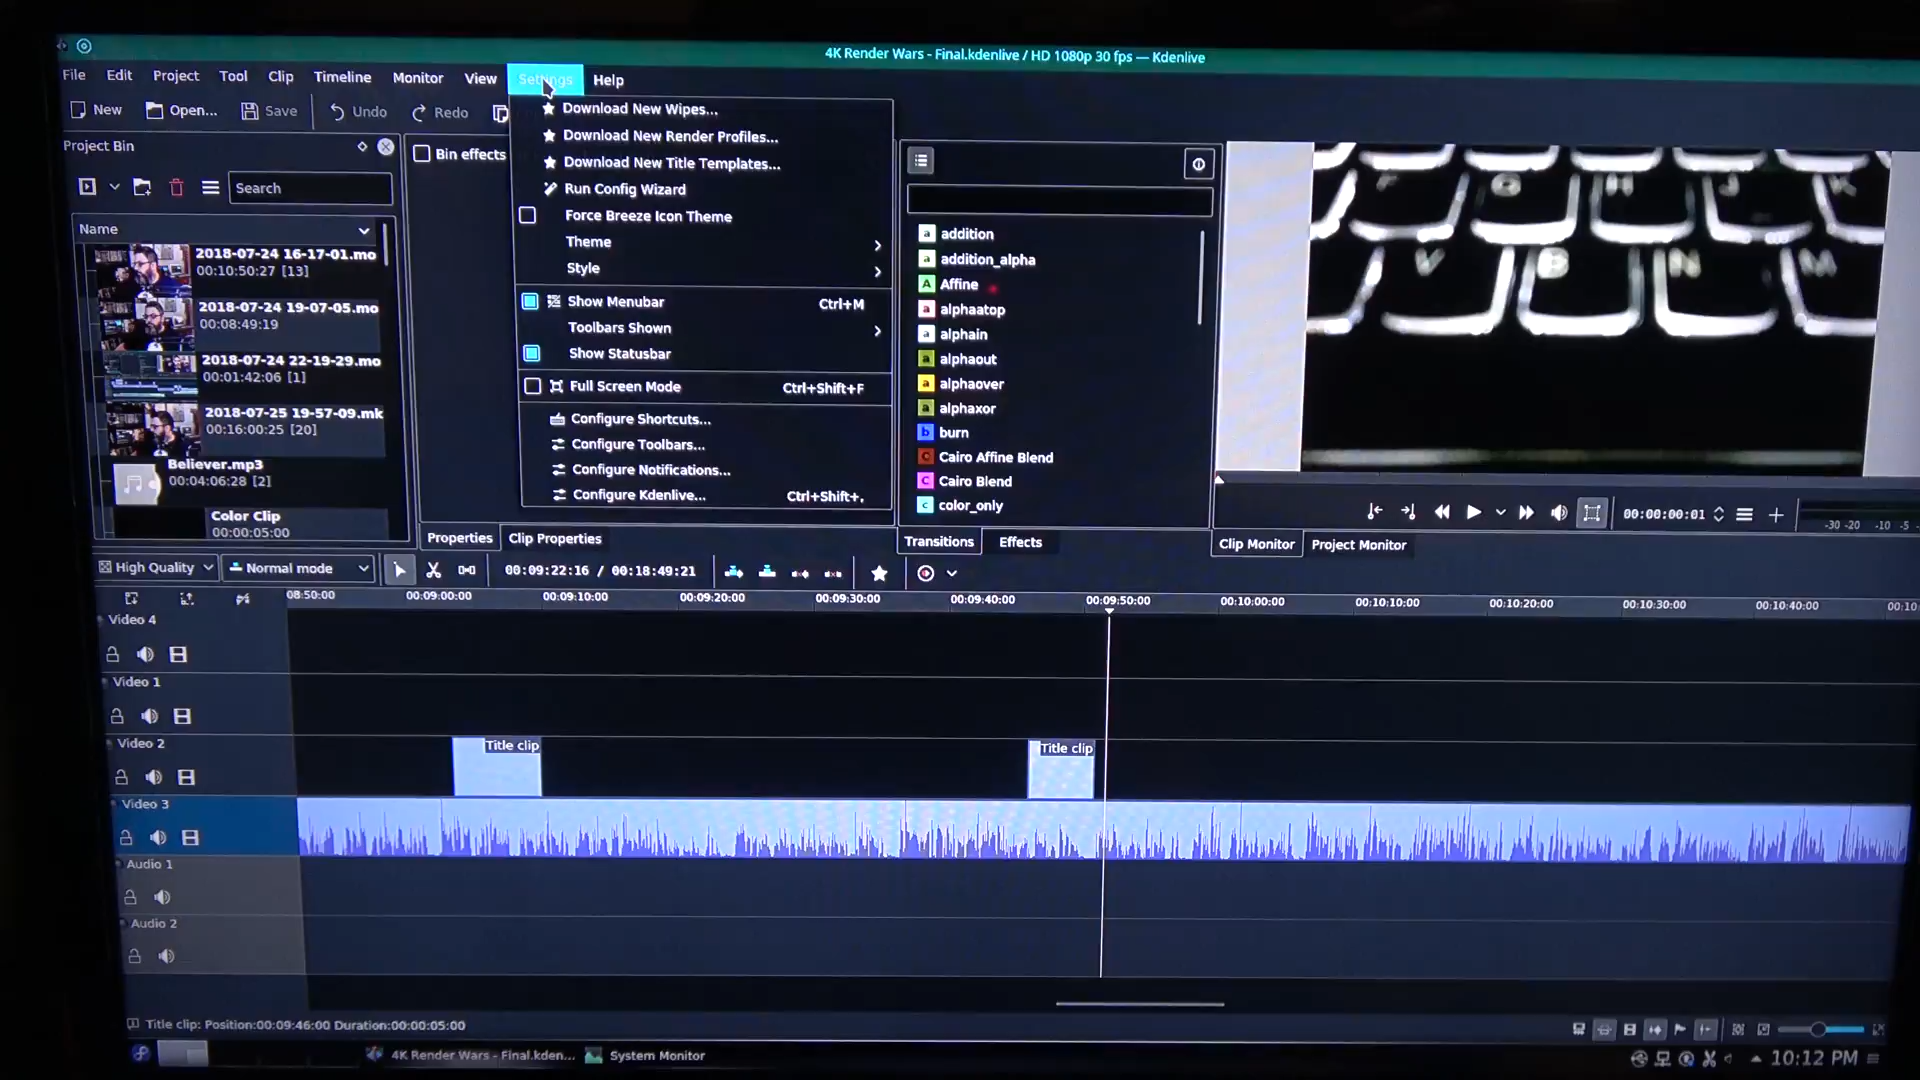 4K Render Wars - Final.kdenlive / HD 1080p 30 fps — Kdenlive
File Edit Project Tool Clip Timeline Monitor View Settings Help
New Open... Save Undo Redo
Project Bin
Search
Name
2018-07-24 16-17-01.mo
00:10:50:27 [13]
2018-07-24 19-07-05.mo
00:08:49:19
2018-07-24 22-19-29.mo
00:01:42:06 [1]
2018-07-25 19-57-09.mk
00:16:00:25 [20]
Believer.mp3
00:04:06:28 [2]
Color Clip
00:00:05:00
Bin effects
Download New Wipes...
Download New Render Profiles...
Download New Title Templates...
Run Config Wizard
Force Breeze Icon Theme
Theme
Style
Show Menubar Ctrl+M
Toolbars Shown
Show Statusbar
Full Screen Mode Ctrl+Shift+F
Configure Shortcuts...
Configure Toolbars...
Configure Notifications...
Configure Kdenlive... Ctrl+Shift+,
Properties Clip Properties
a addition
a addition_alpha
A Affine
a alphaatop
a alphain
a alphaout
a alphaover
a alphaxor
b burn
C Cairo Affine Blend
C Cairo Blend
c color_only
Transitions Effects
G H J K
V B N M
00:00:00:01
-30 -20 -10 -5
Clip Monitor Project Monitor
High Quality Normal mode 00:09:22:16 / 00:18:49:21
08:50:00 00:09:00:00 00:09:10:00 00:09:20:00 00:09:30:00 00:09:40:00 00:09:50:00 00:10:00:00 00:10:10:00 00:10:20:00 00:10:30:00 00:10:40:00 00:10
Video 4
Video 1
Video 2
Title clip Title clip
Video 3
Audio 1
Audio 2
Title clip: Position:00:09:46:00 Duration:00:00:05:00
4K Render Wars - Final.kden... System Monitor
10:12 PM